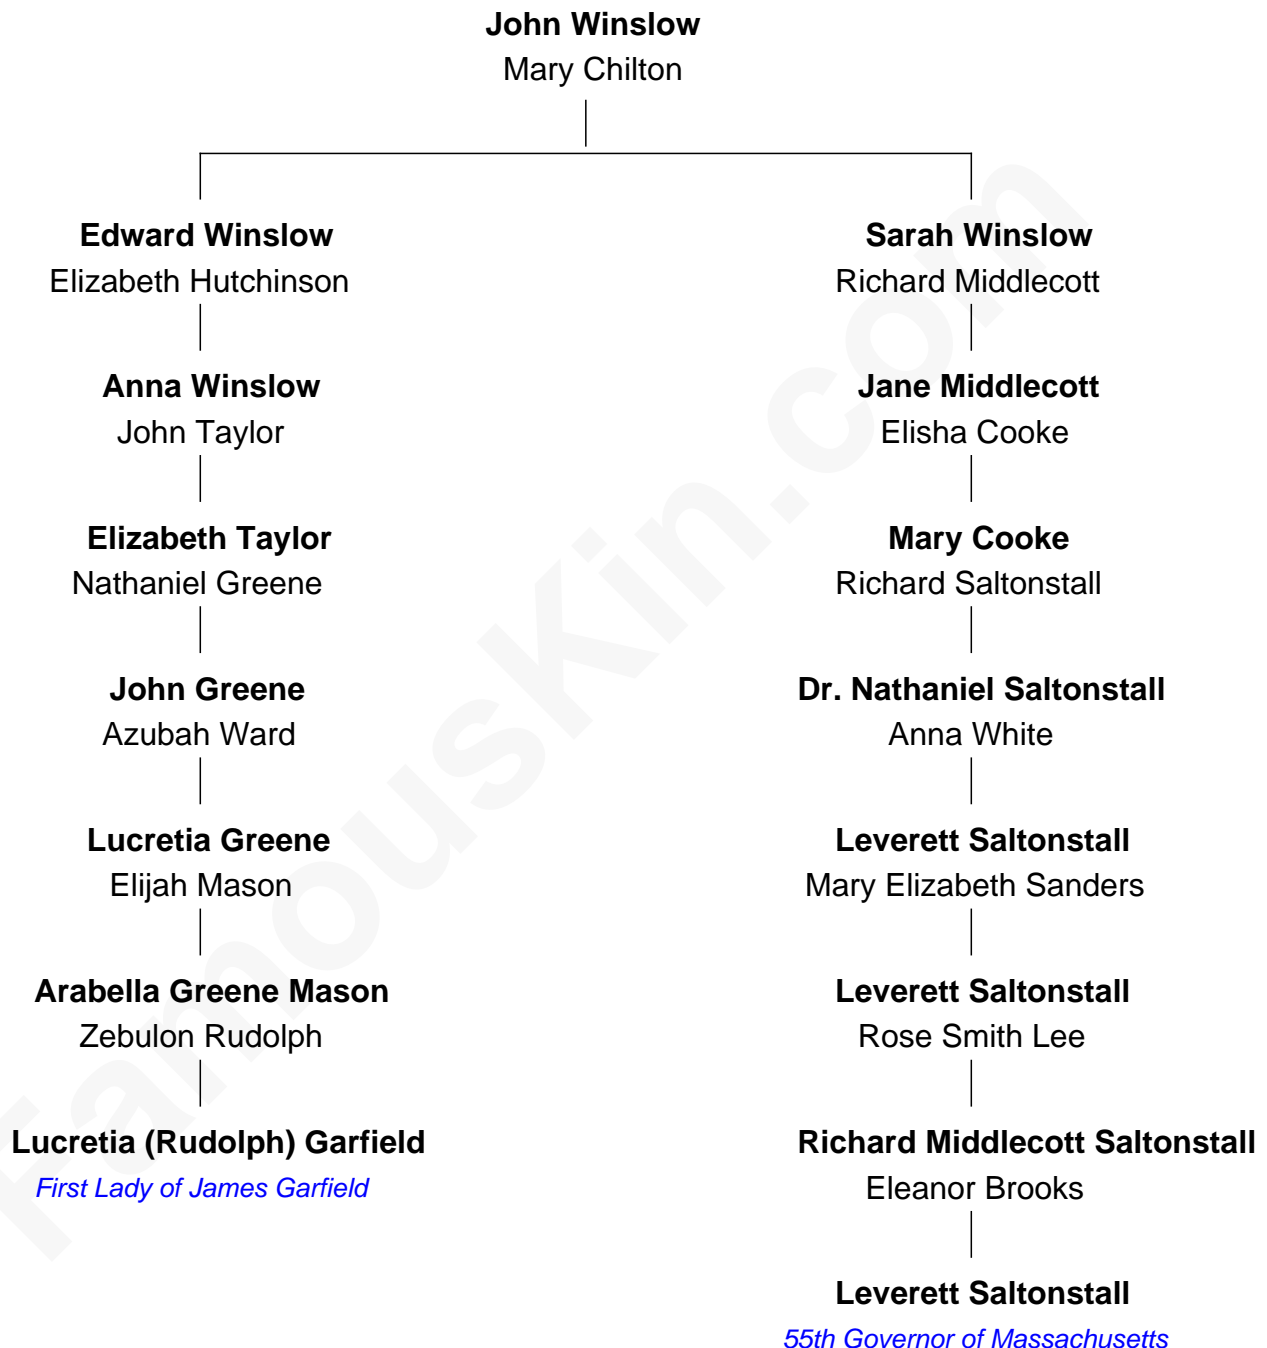 John Winslow
Mary Chilton
Edward Winslow
Elizabeth Hutchinson
Sarah Winslow
Richard Middlecott
Anna Winslow
John Taylor
Jane Middlecott
Elisha Cooke
Elizabeth Taylor
Nathaniel Greene
Mary Cooke
Richard Saltonstall
John Greene
Azubah Ward
Dr. Nathaniel Saltonstall
Anna White
Lucretia Greene
Elijah Mason
Leverett Saltonstall
Mary Elizabeth Sanders
Arabella Greene Mason
Zebulon Rudolph
Leverett Saltonstall
Rose Smith Lee
Lucretia (Rudolph) Garfield
First Lady of James Garfield
Richard Middlecott Saltonstall
Eleanor Brooks
Leverett Saltonstall
55th Governor of Massachusetts
FamousKin.com